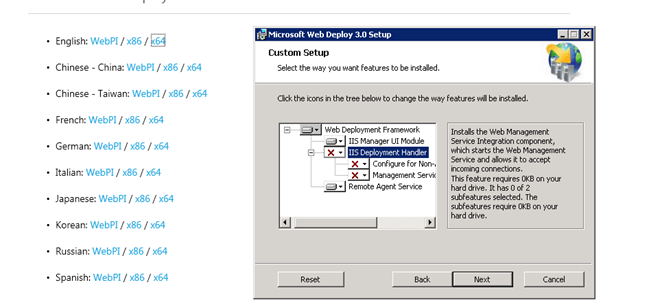 • English: WebPI / x86 / x64
• Chinese - China: WebPI / x86 / x64
• Chinese - Taiwan: WebPI / x86 / x64
• French: WebPI / x86 / x64
• German: WebPI / x86 / x64
• Italian: WebPI / x86 / x64
• Japanese: WebPI / x86 / x64
• Korean: WebPI / x86 / x64
• Russian: WebPI / x86 / x64
• Spanish: WebPI / x86 / x64
Microsoft Web Deploy 3.0 Setup
Custom Setup
Select the way you want features to be installed.
Click the icons in the tree below to change the way features will be installed.
Web Deployment Framework
IIS Manager UI Module
IIS Deployment Handler
Configure for Non-
Management Servic
Remote Agent Service
Installs the Web Management
Service Integration component,
which starts the Web Management
Service and allows it to accept
incoming connections.
This feature requires 0KB on your
hard drive. It has 0 of 2
subfeatures selected. The
subfeatures require 0KB on your
hard drive.
Reset
Back
Next
Cancel